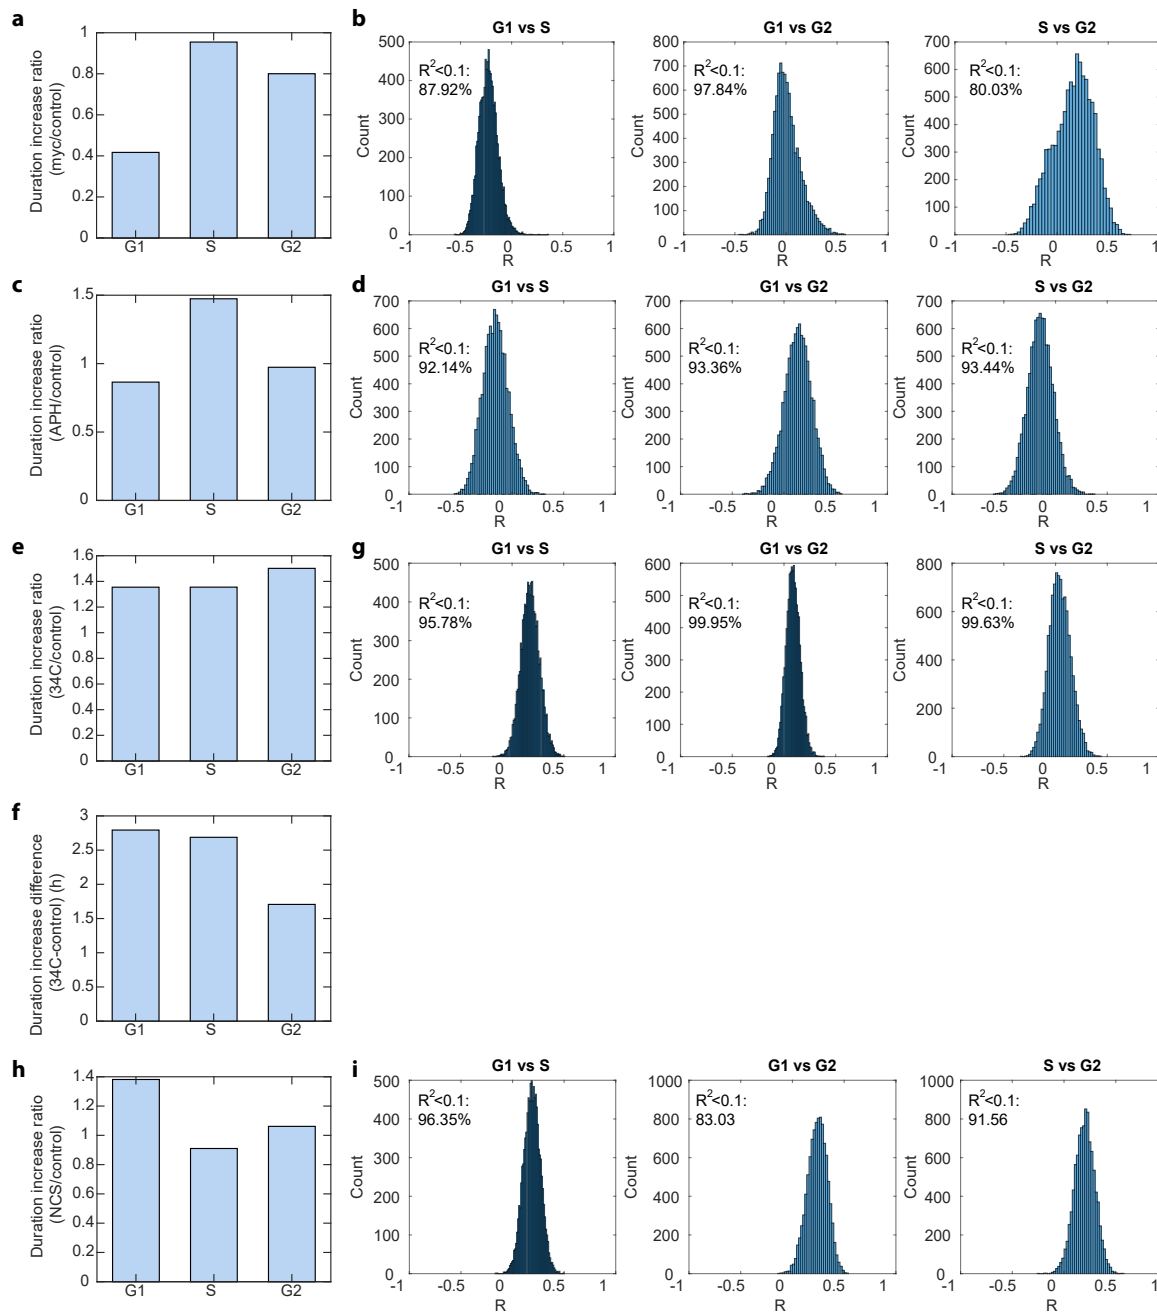 a
Duration increase ratio
(myc/control)
1
0.8
0.6
0.4
0.2
0
G1 S G2
b
G1 vs S
R2<0.1:
87.92%
Count
500
400
300
200
100
0
-1 -0.5 0 0.5 1
R
G1 vs G2
R2<0.1:
97.84%
Count
800
700
600
500
400
300
200
100
0
-1 -0.5 0 0.5 1
R
S vs G2
R2<0.1:
80.03%
Count
700
600
500
400
300
200
100
0
-1 -0.5 0 0.5 1
R
c
Duration increase ratio
(APH/control)
1.5
1
0.5
0
G1 S G2
d
G1 vs S
R2<0.1:
92.14%
Count
700
600
500
400
300
200
100
0
-1 -0.5 0 0.5 1
R
G1 vs G2
R2<0.1:
93.36%
Count
700
600
500
400
300
200
100
0
-1 -0.5 0 0.5 1
R
S vs G2
R2<0.1:
93.44%
Count
700
600
500
400
300
200
100
0
-1 -0.5 0 0.5 1
R
e
Duration increase ratio
(34C/control)
1.6
1.4
1.2
1
0.8
0.6
0.4
0.2
0
G1 S G2
g
G1 vs S
R2<0.1:
95.78%
Count
500
400
300
200
100
0
-1 -0.5 0 0.5 1
R
G1 vs G2
R2<0.1:
99.95%
Count
600
500
400
300
200
100
0
-1 -0.5 0 0.5 1
R
S vs G2
R2<0.1:
99.63%
Count
800
600
400
200
0
-1 -0.5 0 0.5 1
R
f
Duration increase difference
(34C-control) (h)
3
2.5
2
1.5
1
0.5
0
G1 S G2
h
Duration increase ratio
(NCS/control)
1.4
1.2
1
0.8
0.6
0.4
0.2
0
G1 S G2
i
G1 vs S
R2<0.1:
96.35%
Count
500
400
300
200
100
0
-1 -0.5 0 0.5 1
R
G1 vs G2
R2<0.1:
83.03
Count
1000
800
600
400
200
0
-1 -0.5 0 0.5 1
R
S vs G2
R2<0.1:
91.56
Count
1000
800
600
400
200
0
-1 -0.5 0 0.5 1
R